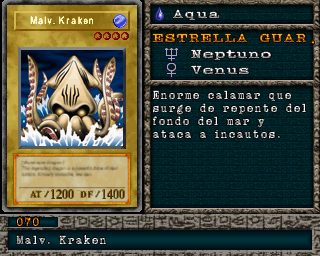 Malv. Kraken
AT/1200 DF/1400
Aqua
ESTRELLA GUAR.
Neptuno
Venus
Enorme calamar que
surge de repente del
fondo del mar y
ataca a incautos.
070
Malv. Kraken